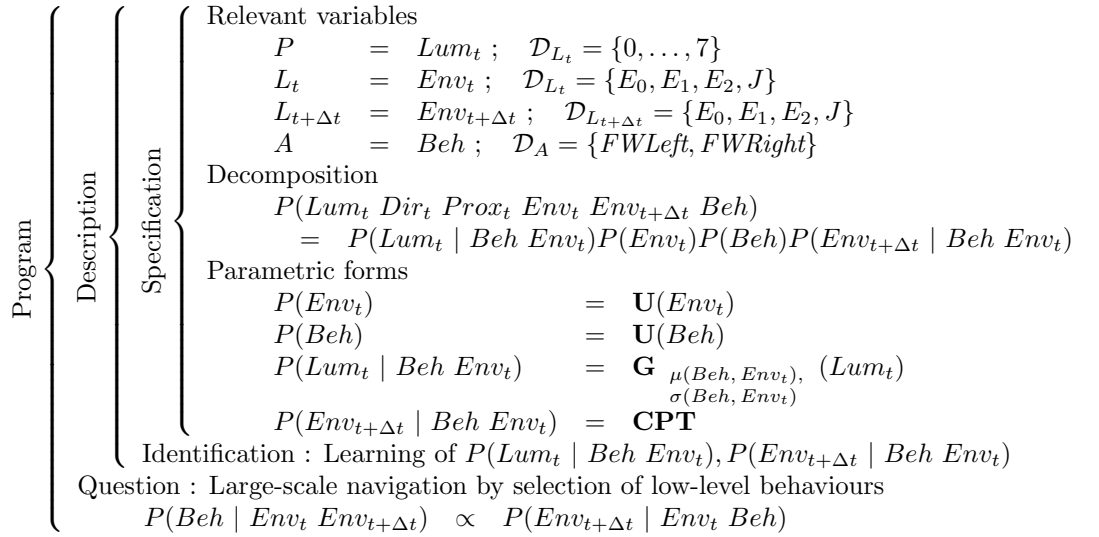 Program
Description
Specification
Relevant variables
P = Lum_t ; D_{L_t} = {0, . . . , 7}
L_t = Env_t ; D_{L_t} = {E_0, E_1, E_2, J}
L_{t+Δt} = Env_{t+Δt} ; D_{L_{t+Δt}} = {E_0, E_1, E_2, J}
A = Beh ; D_A = {FWLeft, FWRight}
Decomposition
P(Lum_t Dir_t Prox_t Env_t Env_{t+Δt} Beh)
= P(Lum_t | Beh Env_t)P(Env_t)P(Beh)P(Env_{t+Δt} | Beh Env_t)
Parametric forms
P(Env_t) = U(Env_t)
P(Beh) = U(Beh)
P(Lum_t | Beh Env_t) = G_{μ(Beh, Env_t), σ(Beh, Env_t)} (Lum_t)
P(Env_{t+Δt} | Beh Env_t) = CPT
Identification : Learning of P(Lum_t | Beh Env_t), P(Env_{t+Δt} | Beh Env_t)
Question : Large-scale navigation by selection of low-level behaviours
P(Beh | Env_t Env_{t+Δt}) ∝ P(Env_{t+Δt} | Env_t Beh)